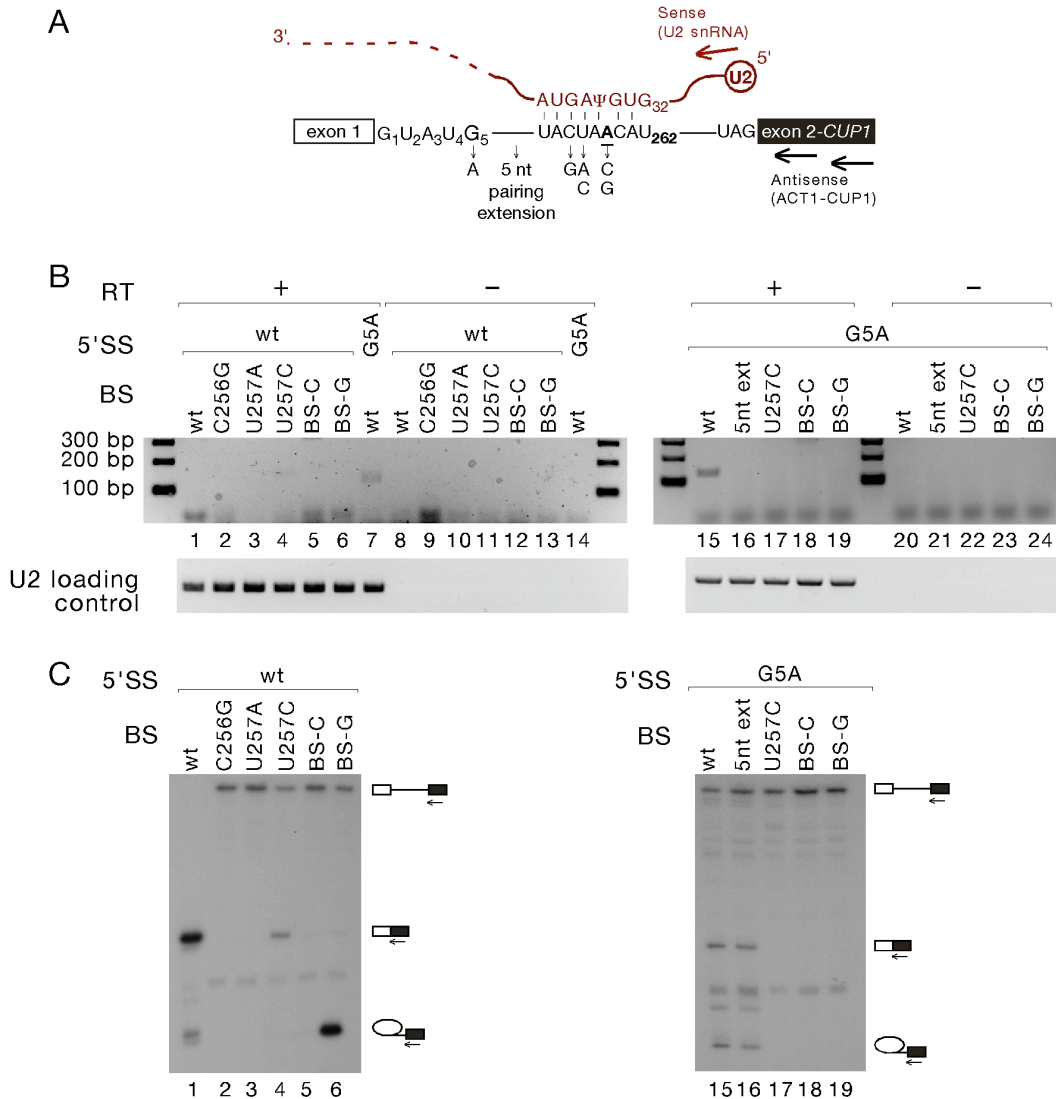 A
Sense
(U2 snRNA)
3'
5'
U2
AUGAΨGUG32
exon 1
G1U2A3U4G5
UACUAACAU262
UAG
exon 2-CUP1
A
5 nt
pairing
extension
G
A
C
C
G
Antisense
(ACT1-CUP1)
B
RT
+
−
+
−
5'SS
wt
G5A
wt
G5A
G5A
BS
wt C256G U257A U257C BS-C BS-G wt wt C256G U257A U257C BS-C BS-G wt
wt 5nt ext U257C BS-C BS-G wt 5nt ext U257C BS-C BS-G
300 bp
200 bp
100 bp
1 2 3 4 5 6 7 8 9 10 11 12 13 14
15 16 17 18 19 20 21 22 23 24
U2 loading
control
C
5'SS
wt
5'SS
G5A
BS
wt C256G U257A U257C BS-C BS-G
BS
wt 5nt ext U257C BS-C BS-G
1 2 3 4 5 6
15 16 17 18 19